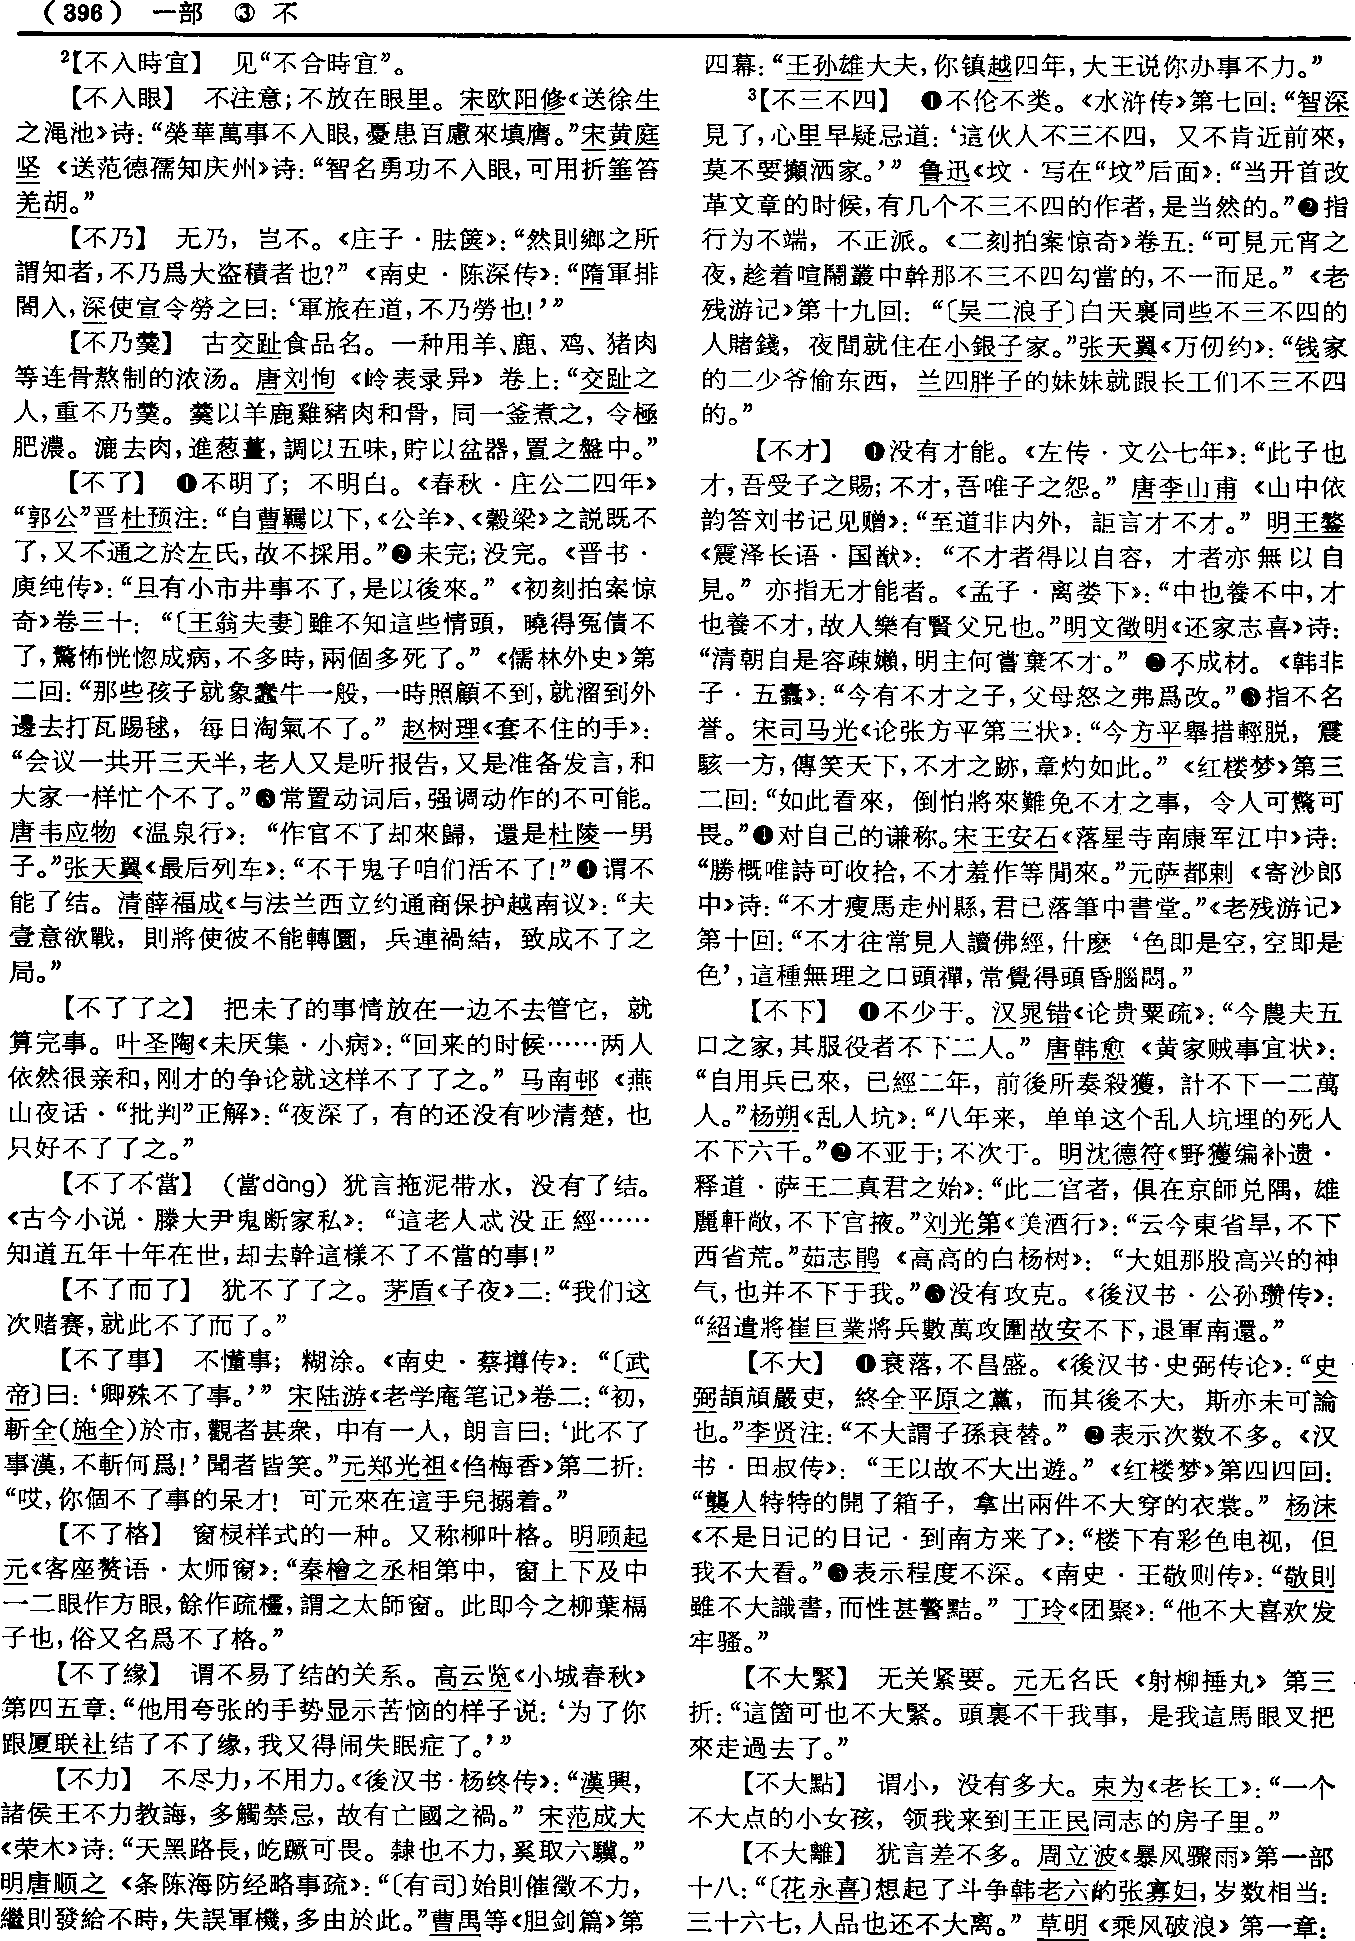 （396） 一部 ③ 不
²【不入時宜】 见“不合時宜”。
【不入眼】 不注意；不放在眼里。宋欧阳修《送徐生
之渑池》诗：“榮華萬事不入眼，憂患百慮來填膺。”宋黄庭
坚《送范德孺知庆州》诗：“智名勇功不入眼，可用折箠笞
羌胡。”
【不乃】 无乃，岂不。《庄子·胠箧》：“然則鄉之所
謂知者，不乃爲大盗積者也？”《南史·陈深传》：“隋軍排
閤入，深使宣令勞之曰：‘軍旅在道，不乃勞也！’”
【不乃羹】 古交趾食品名。一种用羊、鹿、鸡、猪肉
等连骨熬制的浓汤。唐刘恂《岭表录异》卷上：“交趾之
人，重不乃羹。羹以羊鹿雞豬肉和骨，同一釜煮之，令極
肥濃。漉去肉，進葱薑，調以五味，貯以盆器，置之盤中。”
【不了】 ❶不明了；不明白。《春秋·庄公二四年》
“郭公”晋杜预注：“自曹羈以下，《公羊》、《穀梁》之説既不
了，又不通之於左氏，故不採用。”❷未完；没完。《晋书·
庾纯传》：“旦有小市井事不了，是以後來。”《初刻拍案惊
奇》卷三十：“〔王翁夫妻〕雖不知這些情頭，曉得冤債不
了，驚怖恍惚成病，不多時，兩個多死了。”《儒林外史》第
二回：“那些孩子就象蠢牛一般，一時照顧不到，就溜到外
邊去打瓦踢毬，每日淘氣不了。”赵树理《套不住的手》：
“会议一共开三天半，老人又是听报告，又是准备发言，和
大家一样忙个不了。”❸常置动词后，强调动作的不可能。
唐韦应物《温泉行》：“作官不了却來歸，還是杜陵一男
子。”张天翼《最后列车》：“不干鬼子咱们活不了！”❹谓不
能了结。清薛福成《与法兰西立约通商保护越南议》：“夫
壹意欲戰，則將使彼不能轉圜，兵連禍結，致成不了之
局。”
【不了了之】 把未了的事情放在一边不去管它，就
算完事。叶圣陶《未厌集·小病》：“回来的时候……两人
依然很亲和，刚才的争论就这样不了了之。”马南邨《燕
山夜话·“批判”正解》：“夜深了，有的还没有吵清楚，也
只好不了了之。”
【不了不當】 （當dàng）犹言拖泥带水，没有了结。
《古今小说·滕大尹鬼断家私》：“這老人忒没正經……
知道五年十年在世，却去幹這樣不了不當的事！”
【不了而了】 犹不了了之。茅盾《子夜》二：“我们这
次赌赛，就此不了而了。”
【不了事】 不懂事；糊涂。《南史·蔡撙传》：“〔武
帝〕曰：‘卿殊不了事。’”宋陆游《老学庵笔记》卷二：“初，
斬全（施全）於市，觀者甚衆，中有一人，朗言曰：‘此不了
事漢，不斬何爲！’聞者皆笑。”元郑光祖《㑇梅香》第二折：
“哎，你個不了事的呆才！可元來在這手兒搦着。”
【不了格】 窗棂样式的一种。又称柳叶格。明顾起
元《客座赘语·太师窗》：“秦檜之丞相第中，窗上下及中
一二眼作方眼，餘作疏櫺，謂之太師窗。此即今之柳葉槅
子也，俗又名爲不了格。”
【不了緣】 谓不易了结的关系。高云览《小城春秋》
第四五章：“他用夸张的手势显示苦恼的样子说：‘为了你
跟厦联社结了不了缘，我又得闹失眠症了。’”
【不力】 不尽力，不用力。《後汉书·杨终传》：“漢興，
諸侯王不力教誨，多觸禁忌，故有亡國之禍。”宋范成大
《荣木》诗：“天黑路長，屹蹶可畏。隸也不力，奚取六驥。”
明唐顺之《条陈海防经略事疏》：“〔有司〕始則催徵不力，
繼則發給不時，失誤軍機，多由於此。”曹禺等《胆剑篇》第
四幕：“王孙雄大夫，你镇越四年，大王说你办事不力。”
³【不三不四】 ❶不伦不类。《水浒传》第七回：“智深
見了，心里早疑忌道：‘這伙人不三不四，又不肯近前來，
莫不要攧洒家。’”鲁迅《坟·写在“坟”后面》：“当开首改
革文章的时候，有几个不三不四的作者，是当然的。”❷指
行为不端，不正派。《二刻拍案惊奇》卷五：“可見元宵之
夜，趁着喧鬧叢中幹那不三不四勾當的，不一而足。”《老
残游记》第十九回：“〔吴二浪子〕白天裏同些不三不四的
人賭錢，夜間就住在小銀子家。”张天翼《万仞约》：“钱家
的二少爷偷东西，兰四胖子的妹妹就跟长工们不三不四
的。”
【不才】 ❶没有才能。《左传·文公七年》：“此子也
才，吾受子之賜；不才，吾唯子之怨。”唐李山甫《山中依
韵答刘书记见赠》：“至道非内外，詎言才不才。”明王鏊
《震泽长语·国猷》：“不才者得以自容，才者亦無以自
見。”亦指无才能者。《孟子·离娄下》：“中也養不中，才
也養不才，故人樂有賢父兄也。”明文徵明《还家志喜》诗：
“清朝自是容疎嬾，明主何嘗棄不才。”❷不成材。《韩非
子·五蠹》：“今有不才之子，父母怒之弗爲改。”❸指不名
誉。宋司马光《论张方平第三状》：“今方平舉措輕脱，震
駭一方，傳笑天下，不才之跡，章灼如此。”《红楼梦》第三
二回：“如此看來，倒怕將來難免不才之事，令人可驚可
畏。”❹对自己的谦称。宋王安石《落星寺南康军江中》诗：
“勝概唯詩可收拾，不才羞作等閒來。”元萨都剌《寄沙郎
中》诗：“不才瘦馬走州縣，君已落筆中書堂。”《老残游记》
第十回：“不才往常見人讀佛經，什麽‘色即是空，空即是
色’，這種無理之口頭禪，常覺得頭昏腦悶。”
【不下】 ❶不少于。汉晁错《论贵粟疏》：“今農夫五
口之家，其服役者不下二人。”唐韩愈《黄家贼事宜状》：
“自用兵已來，已經二年，前後所奏殺獲，計不下一二萬
人。”杨朔《乱人坑》：“八年来，单单这个乱人坑埋的死人
不下六千。”❷不亚于；不次于。明沈德符《野獲编补遗·
释道·萨王二真君之始》：“此二宫者，俱在京師兑隅，雄
麗軒敞，不下宫掖。”刘光第《美酒行》：“云今東省旱，不下
西省荒。”茹志鹃《高高的白杨树》：“大姐那股高兴的神
气，也并不下于我。”❸没有攻克。《後汉书·公孙瓒传》：
“紹遣將崔巨業將兵數萬攻圍故安不下，退軍南還。”
【不大】 ❶衰落，不昌盛。《後汉书·史弼传论》：“史
弼頡頏嚴吏，終全平原之黨，而其後不大，斯亦未可論
也。”李贤注：“不大謂子孫衰替。”❷表示次数不多。《汉
书·田叔传》：“王以故不大出遊。”《红楼梦》第四四回：
“襲人特特的開了箱子，拿出兩件不大穿的衣裳。”杨沫
《不是日记的日记·到南方来了》：“楼下有彩色电视，但
我不大看。”❸表示程度不深。《南史·王敬则传》：“敬則
雖不大識書，而性甚警黠。”丁玲《团聚》：“他不大喜欢发
牢骚。”
【不大緊】 无关紧要。元无名氏《射柳捶丸》第三
折：“這箇可也不大緊。頭裏不干我事，是我這馬眼叉把
來走過去了。”
【不大點】 谓小，没有多大。束为《老长工》：“一个
不大点的小女孩，领我来到王正民同志的房子里。”
【不大離】 犹言差不多。周立波《暴风骤雨》第一部
十八：“〔花永喜〕想起了斗争韩老六的张寡妇，岁数相当：
三十六七，人品也还不大离。”草明《乘风破浪》第一章：